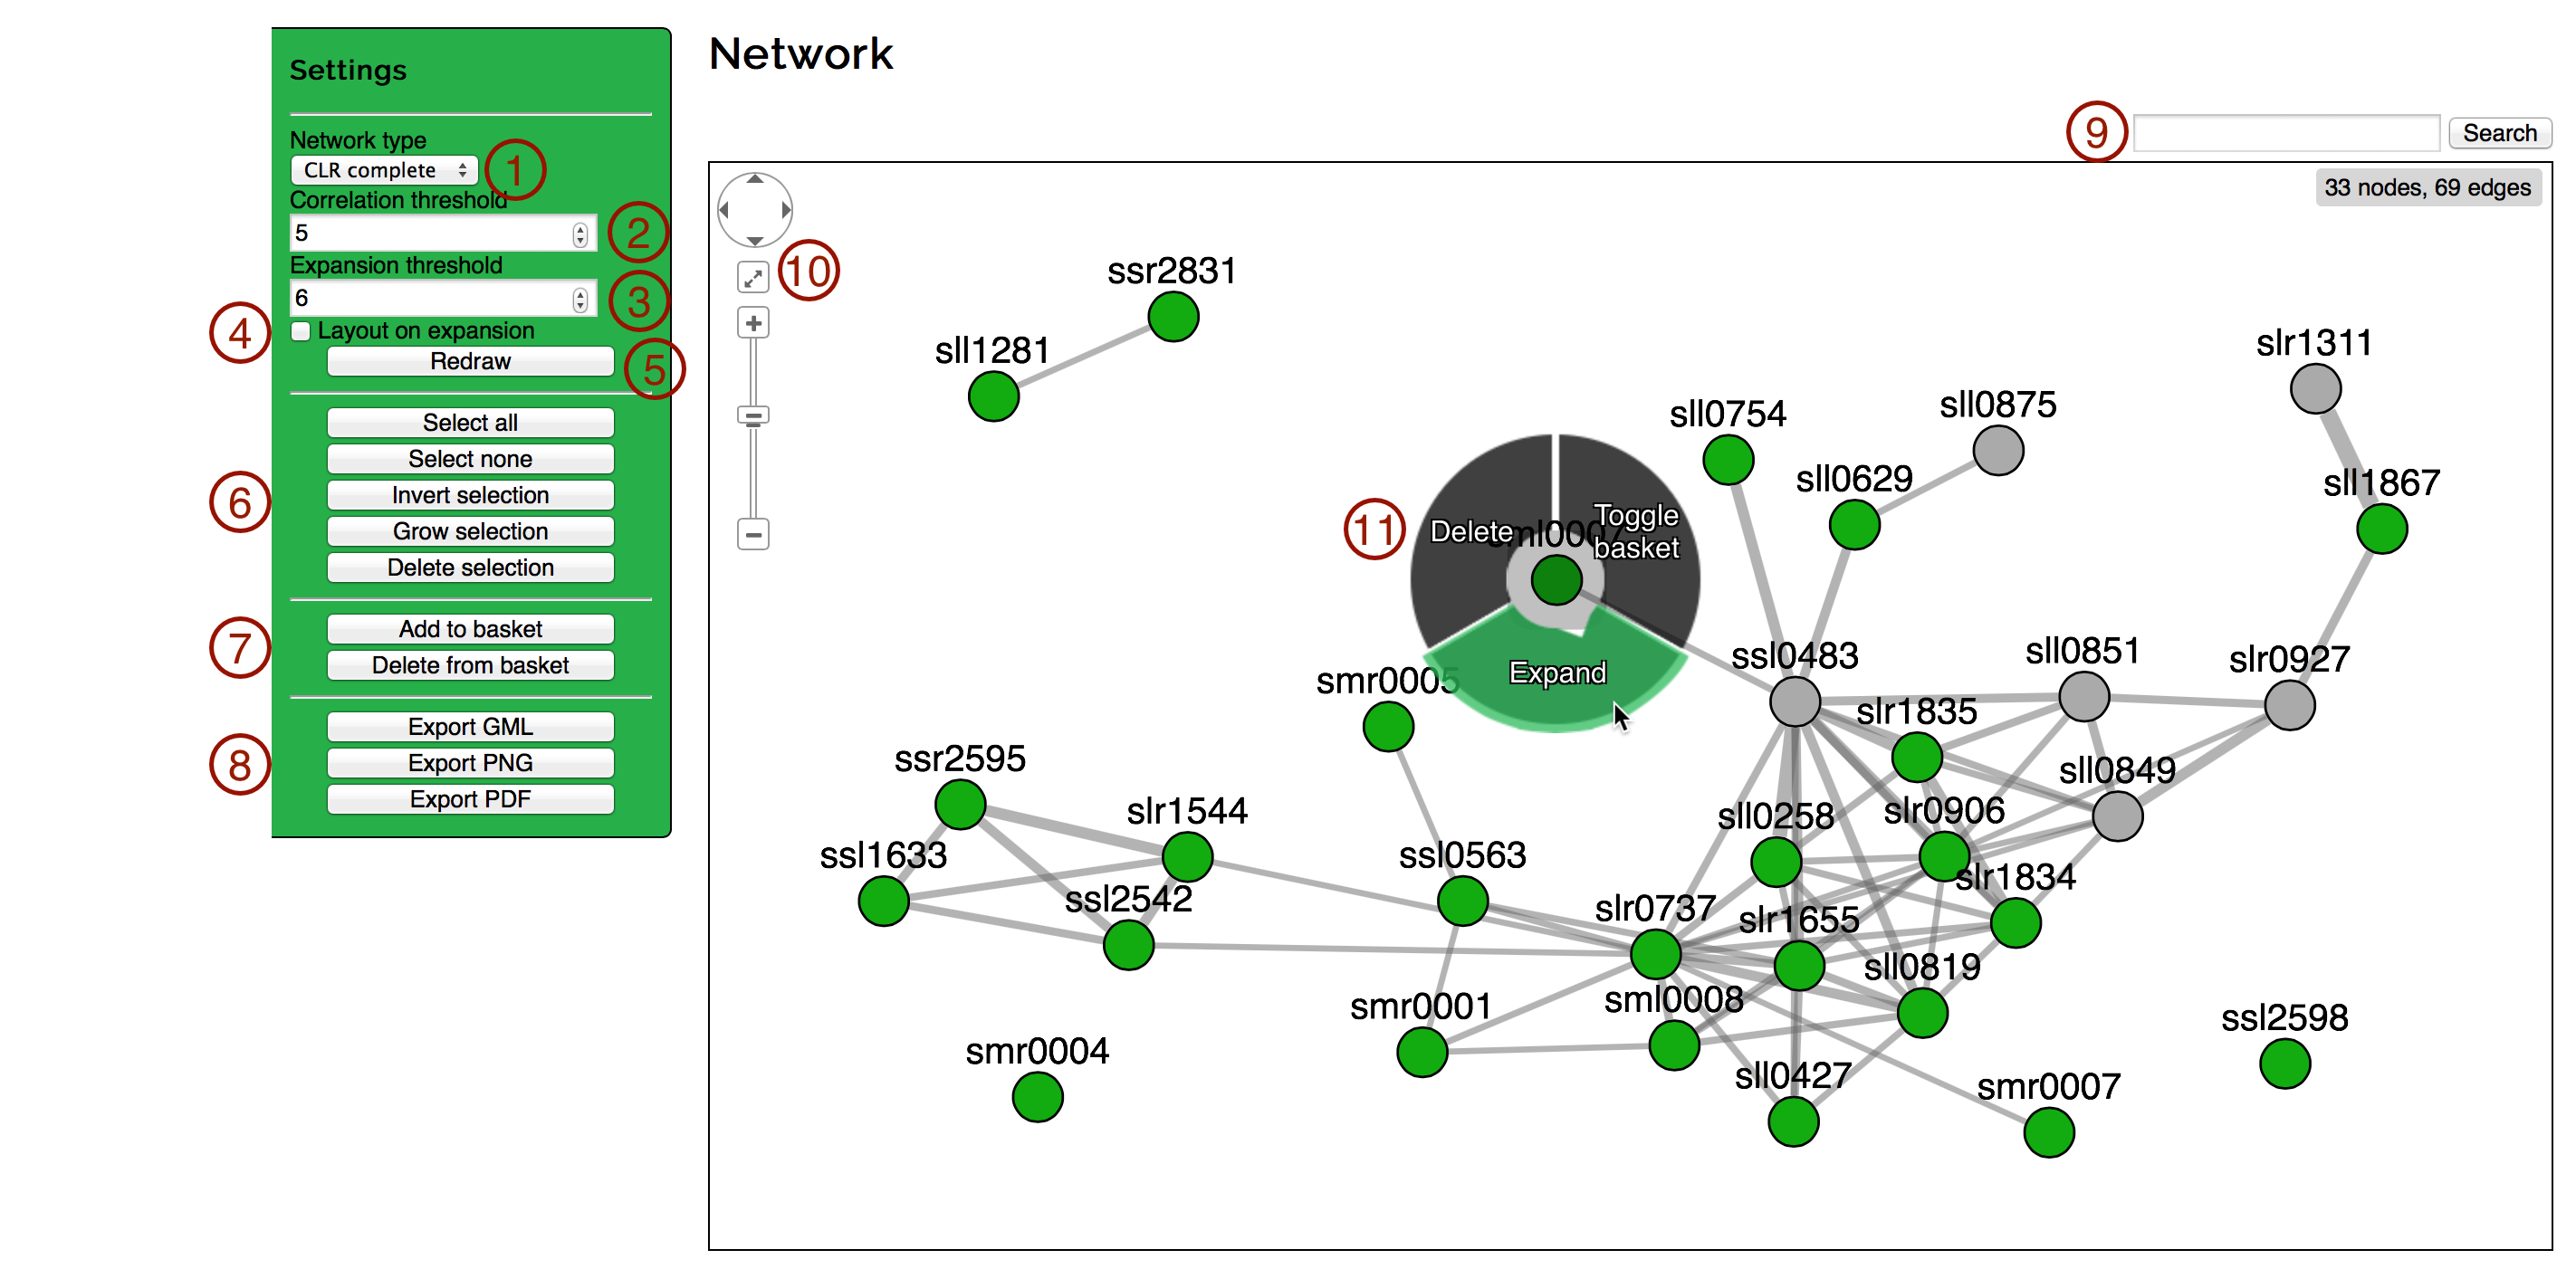 Settings
Network type
CLR complete
1
Correlation threshold
5
2
Expansion threshold
6
3
4
Layout on expansion
Redraw
5
Select all
Select none
6
Invert selection
Grow selection
Delete selection
7
Add to basket
Delete from basket
8
Export GML
Export PNG
Export PDF
Network
9
Search
33 nodes, 69 edges
10
ssr2831
sll1281
slr1311
sll0754
sll0875
sll0629
sll1867
11
Delete
sml0007
Toggle
basket
Expand
smr0005
ssl0483
sll0851
slr0927
slr1835
sll0849
ssr2595
slr1544
sll0258
slr0906
ssl1633
ssl0563
slr1834
ssl2542
slr0737
slr1655
sll0819
smr0001
sml0008
ssl2598
smr0004
sll0427
smr0007